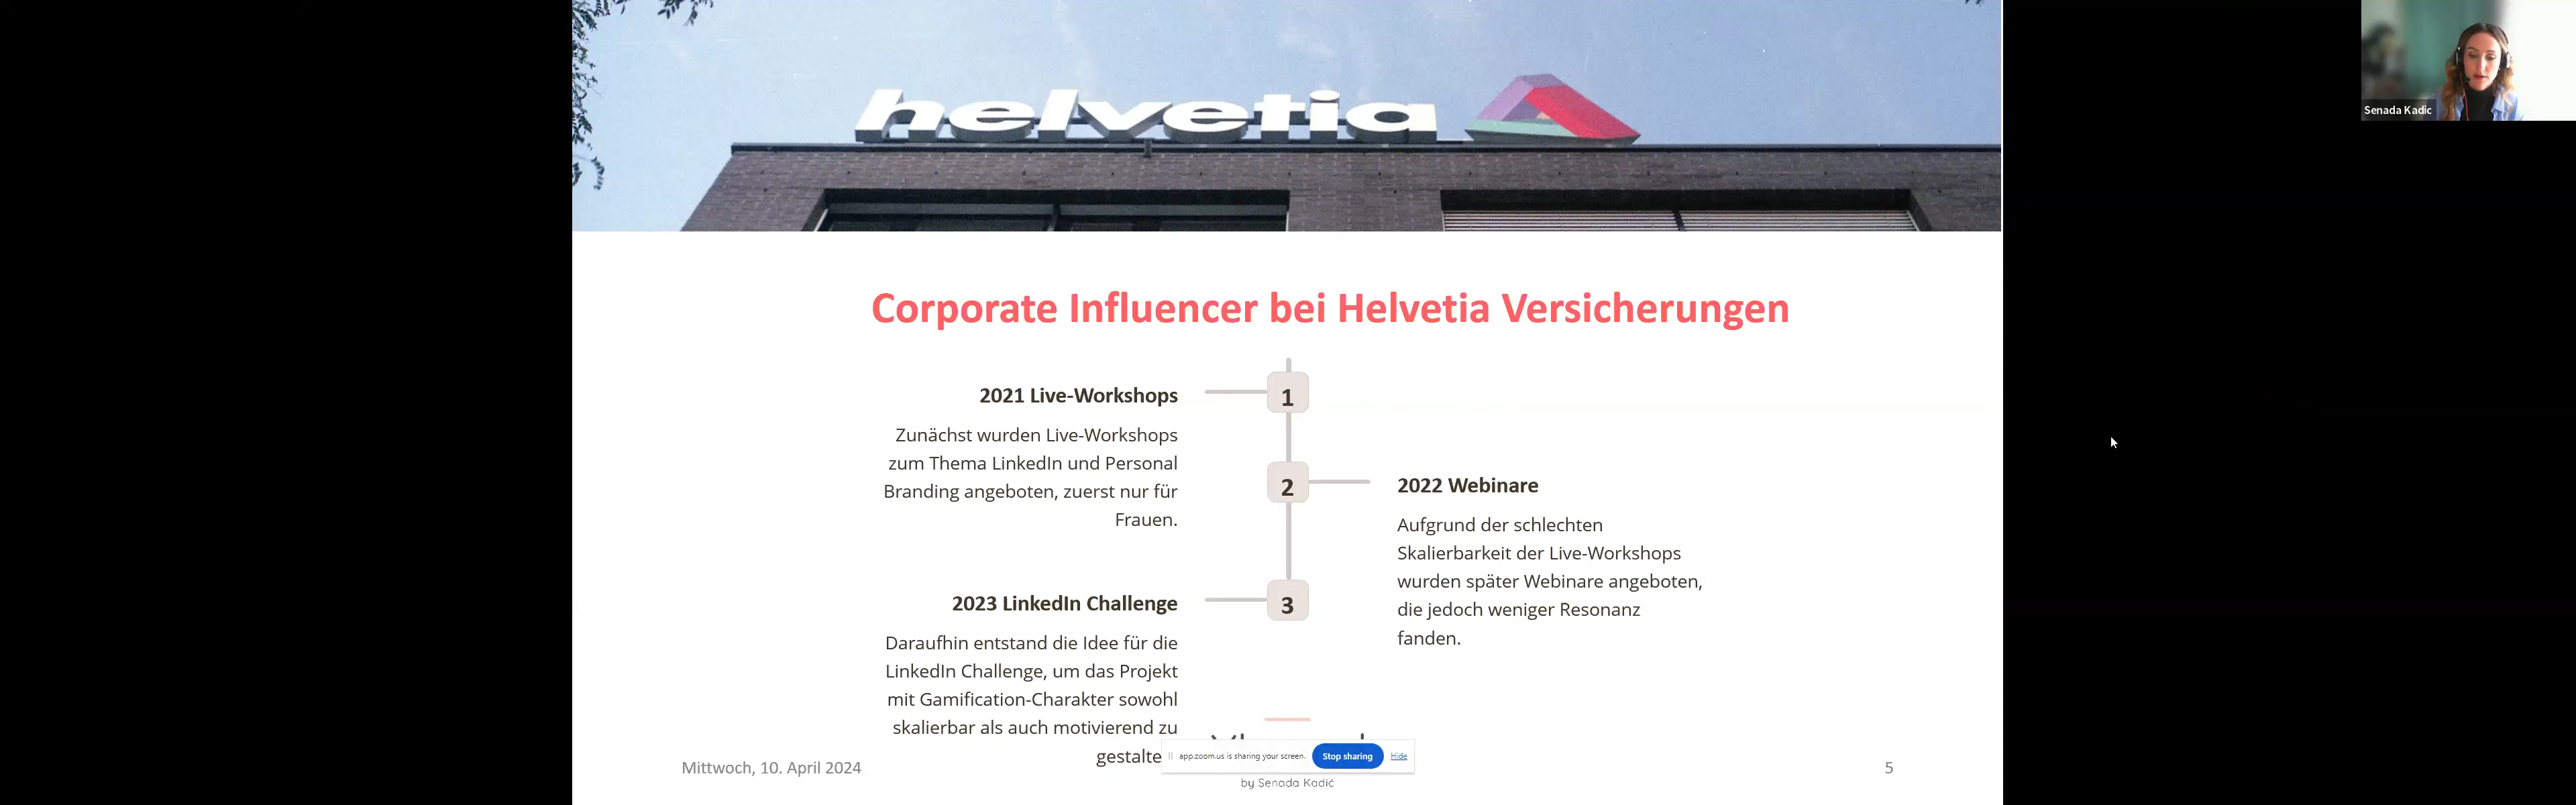 helvetia
Senada Kadic
Corporate Influencer bei Helvetia Versicherungen
1
2021 Live-Workshops
Zunächst wurden Live-Workshops
zum Thema LinkedIn und Personal
Branding angeboten, zuerst nur für
Frauen.
2
2022 Webinare
Aufgrund der schlechten
Skalierbarkeit der Live-Workshops
wurden später Webinare angeboten,
die jedoch weniger Resonanz
fanden.
3
2023 LinkedIn Challenge
Daraufhin entstand die Idee für die
LinkedIn Challenge, um das Projekt
mit Gamification-Charakter sowohl
skalierbar als auch motivierend zu
gestalte
app.zoom.us is sharing your screen.
Stop sharing
Hide
Mittwoch, 10. April 2024
by Senada Kadić
5